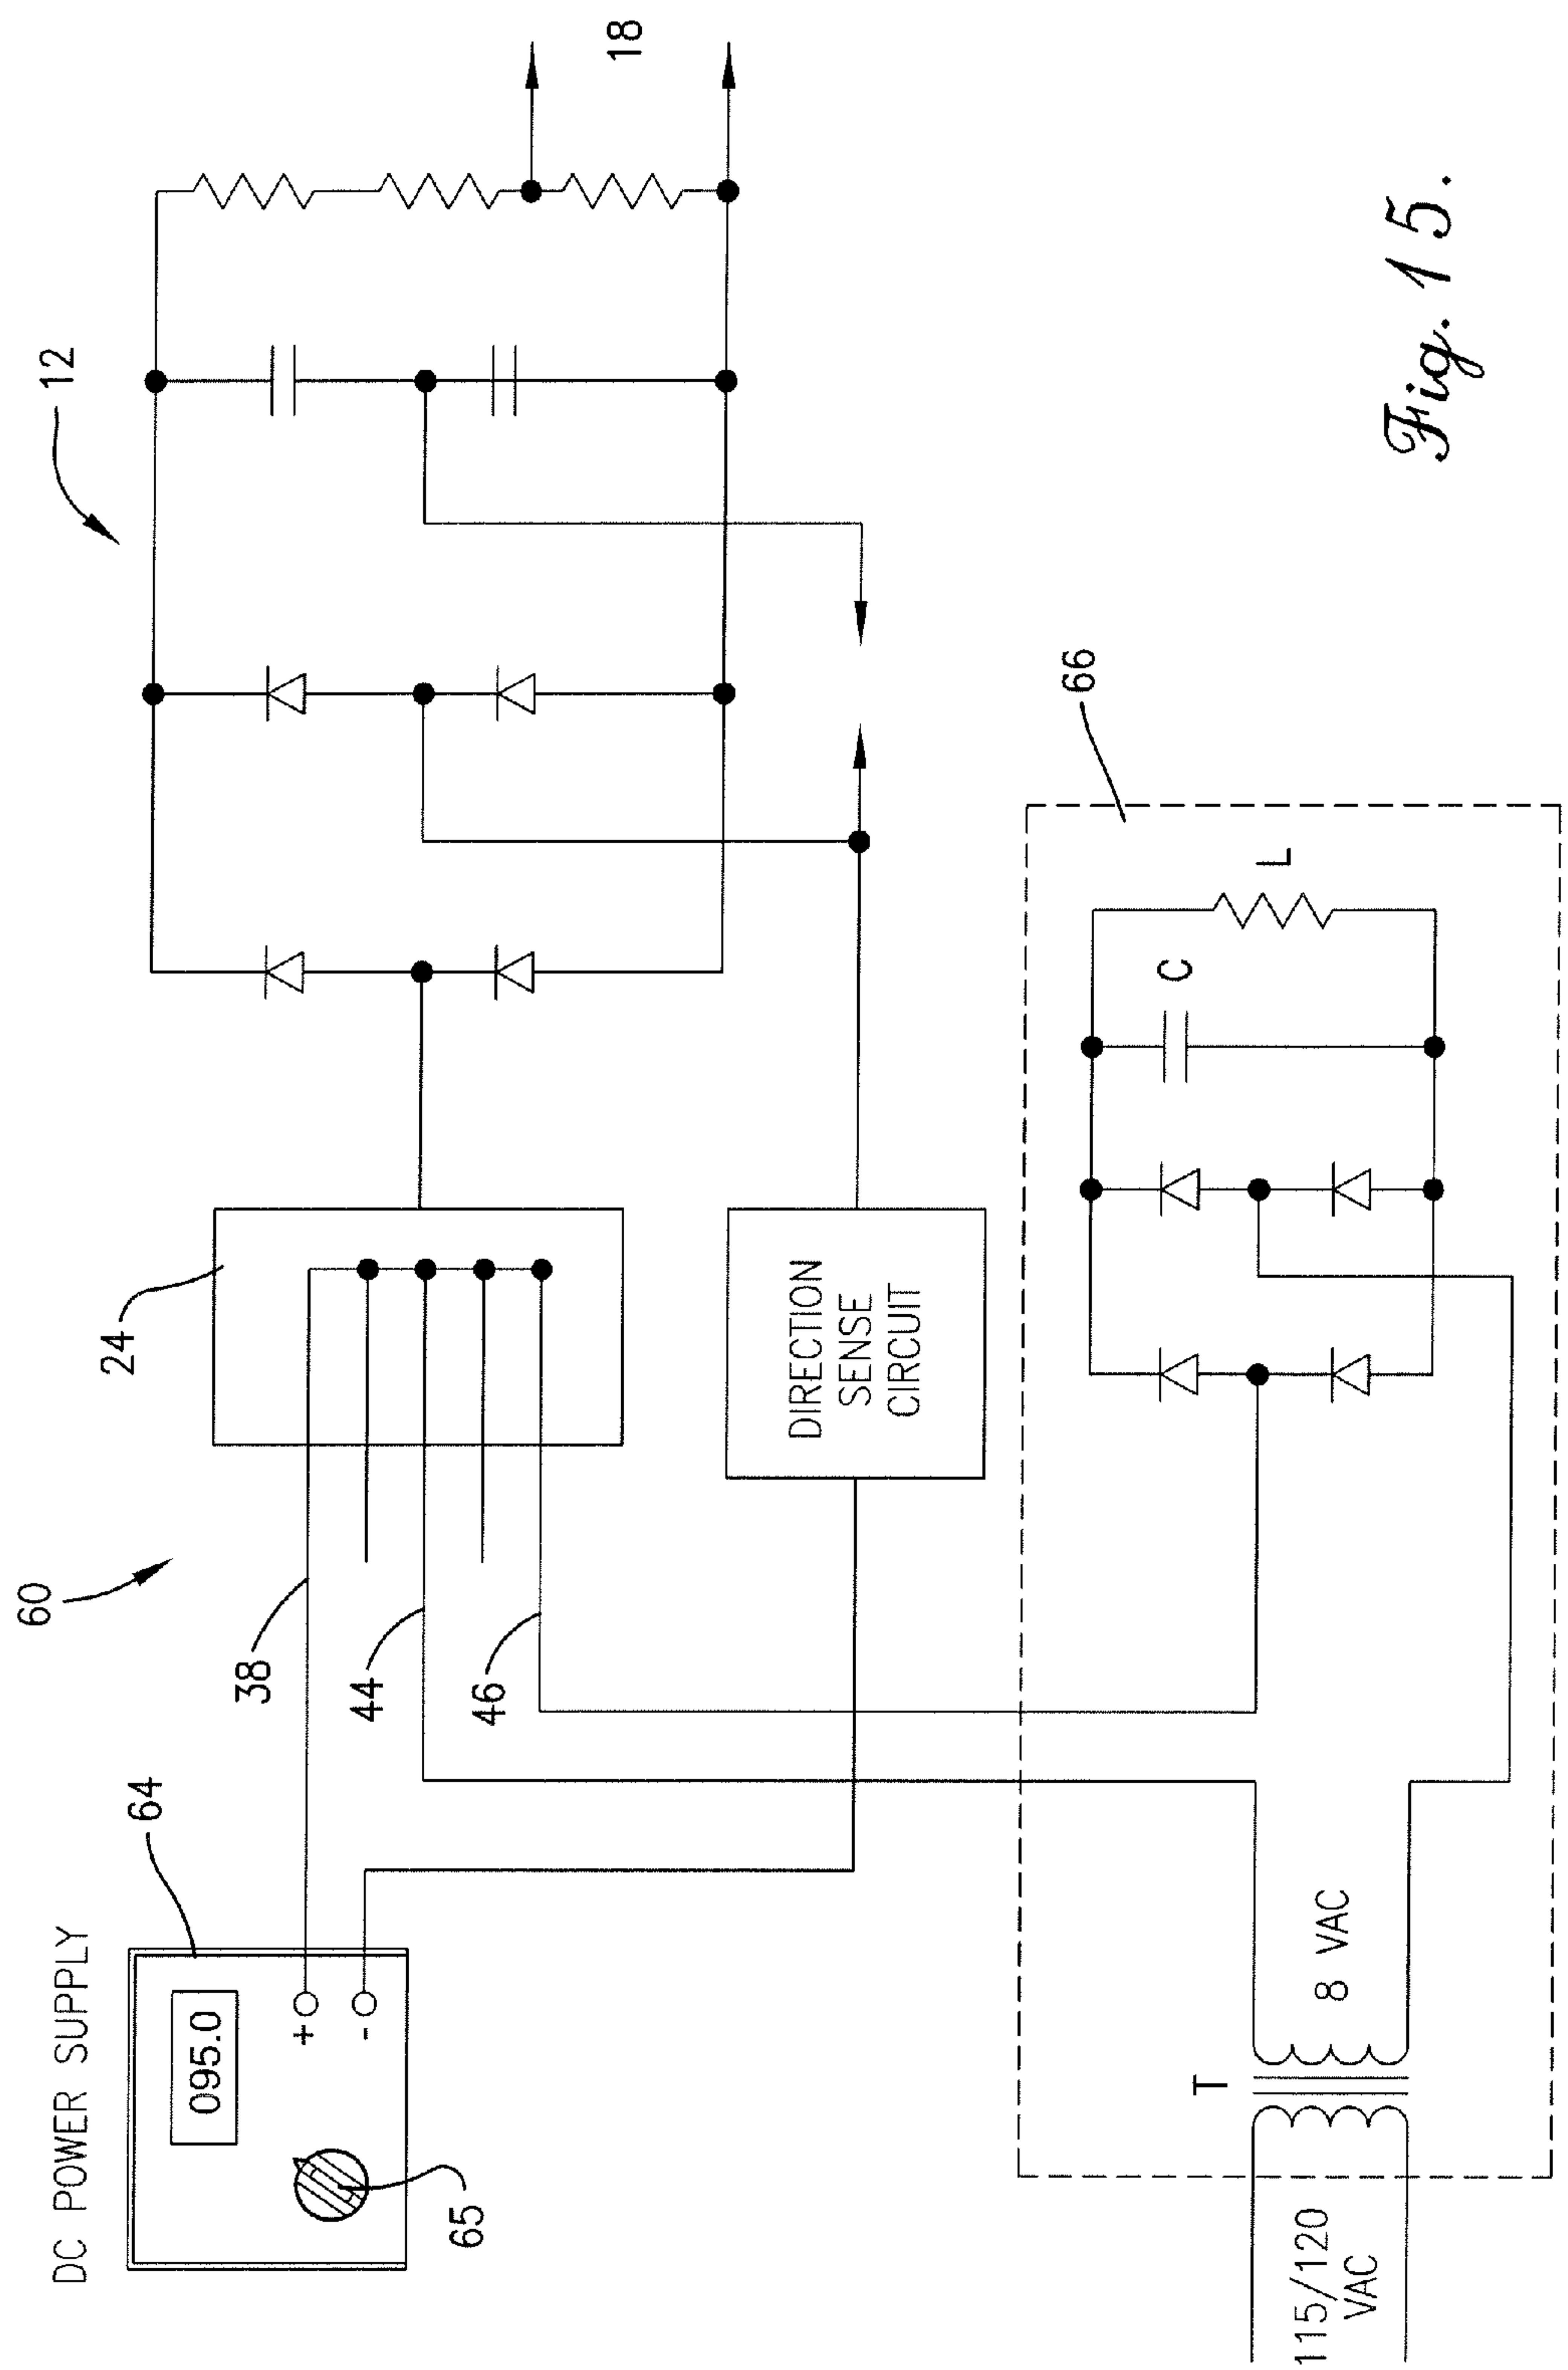 DC POWER SUPPLY
64
095.0
+
-
65
60
38
44
46
24
12
18
DIRECTION
SENSE
CIRCUIT
66
115/120
VAC
T
8 VAC
C
L
Fig. 15.